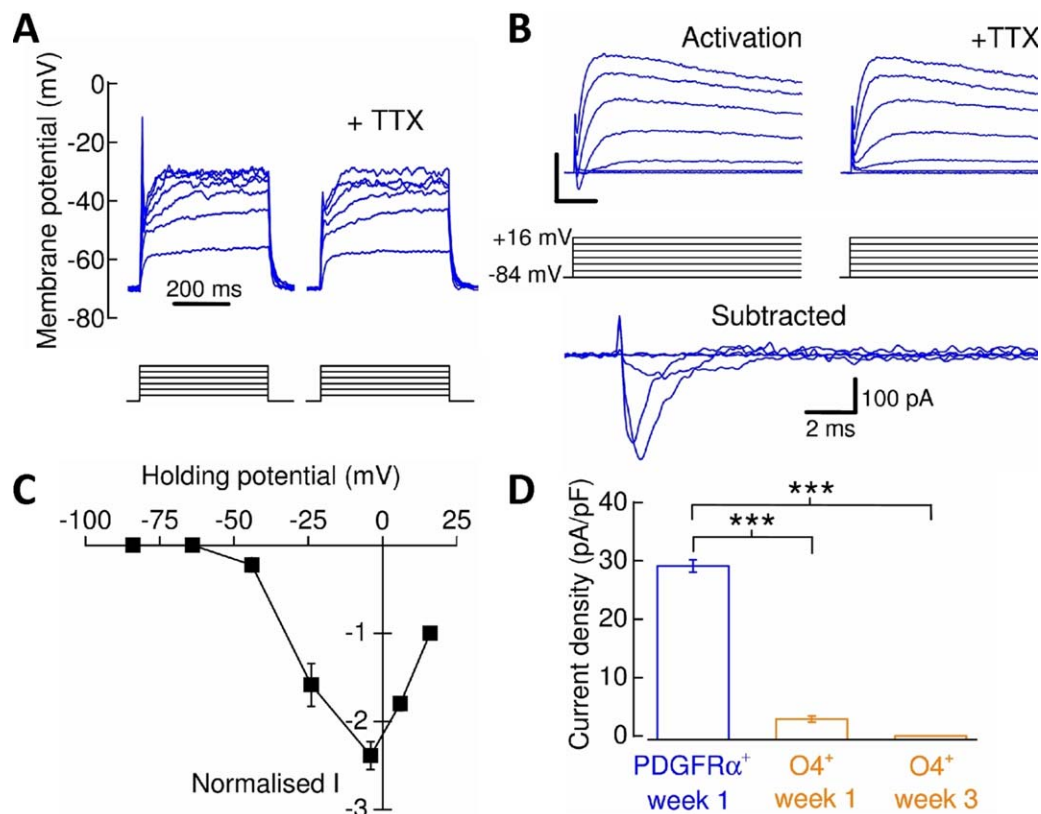 A
Membrane potential (mV)
0
-20
-40
-60
-80
+ TTX
200 ms
B
Activation
+TTX
+16 mV
-84 mV
Subtracted
100 pA
2 ms
C
Holding potential (mV)
-100 -75 -50 -25 0 25
-1
-2
-3
Normalised I
D
Current density (pA/pF)
40
30
20
10
0
***
***
PDGFRα⁺ O4⁺ O4⁺
week 1 week 1 week 3